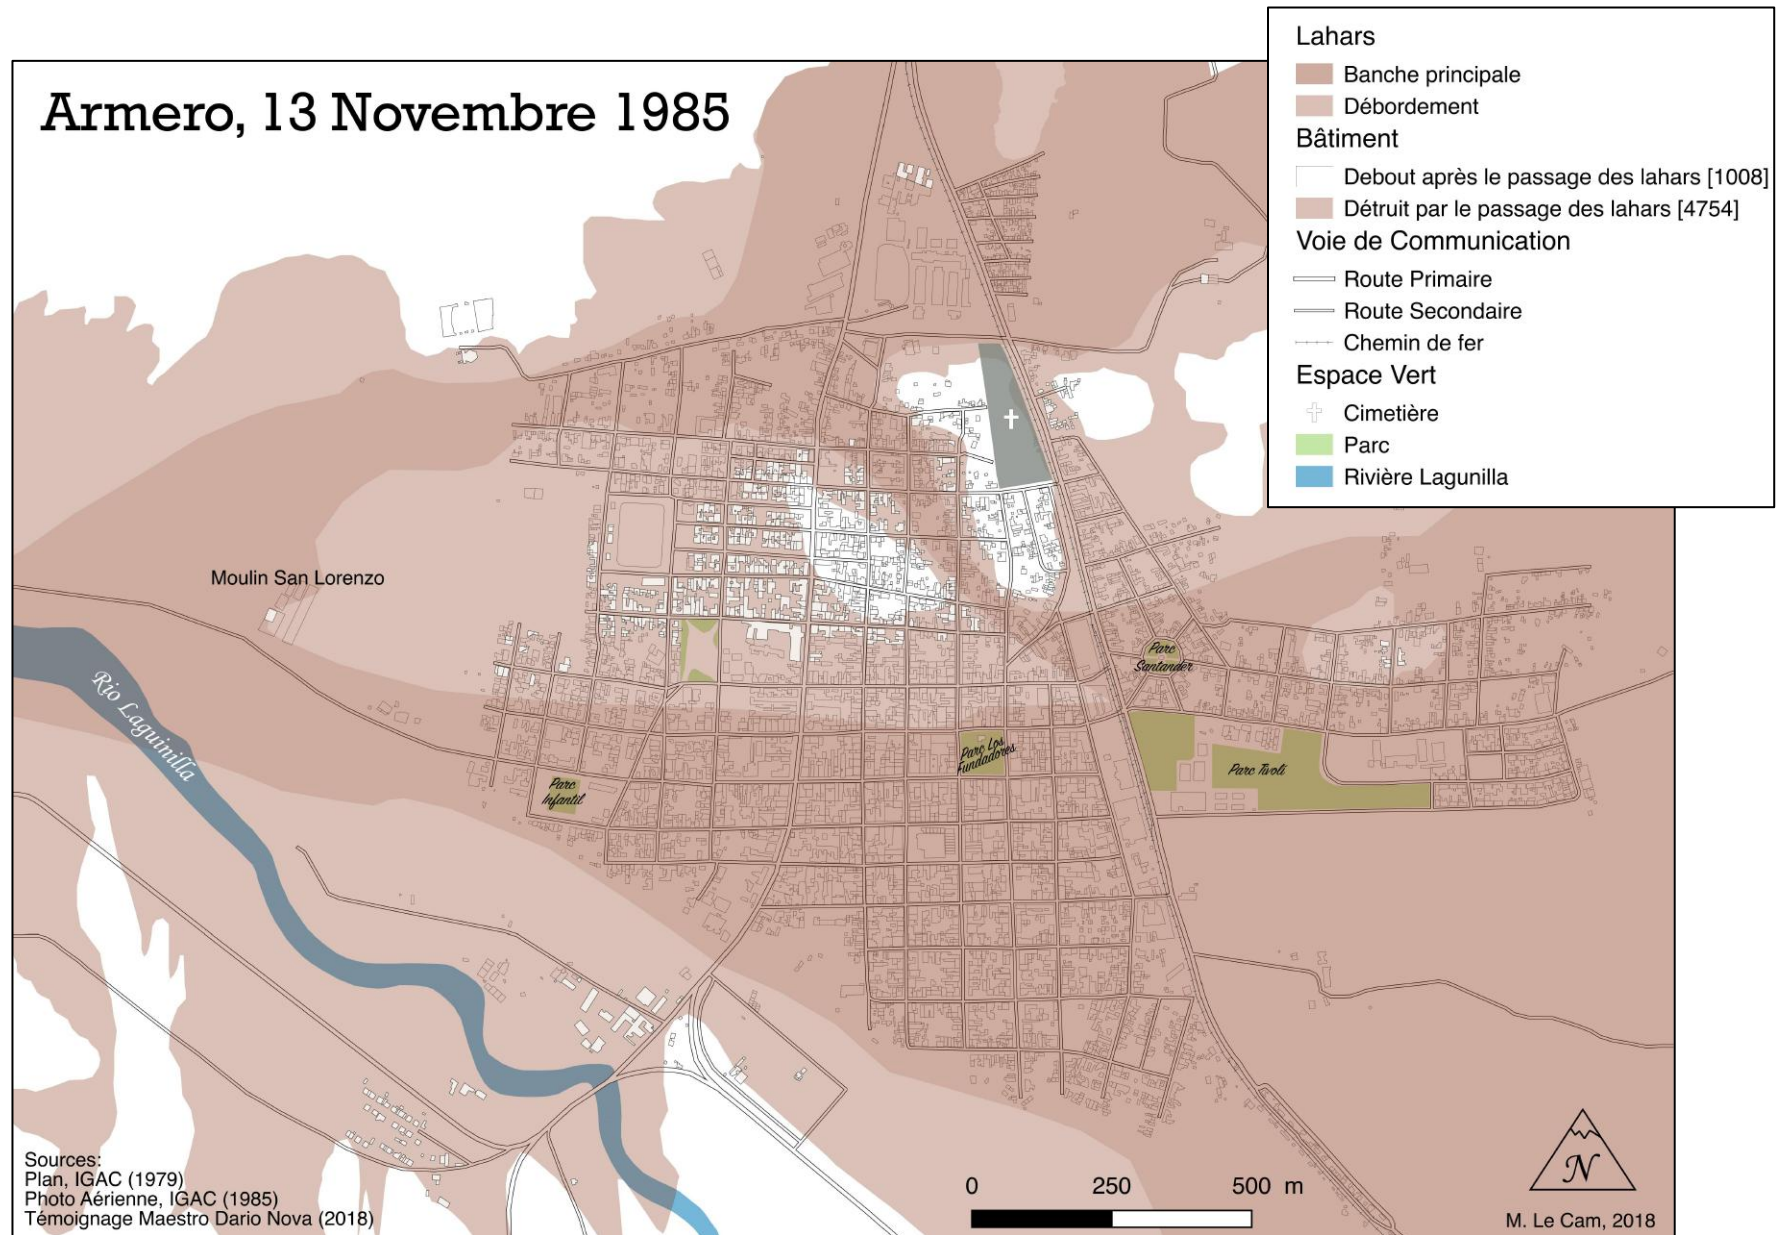 Armero, 13 Novembre 1985
Lahars
Banche principale
Débordement
Bâtiment
Debout après le passage des lahars [1008]
Détruit par le passage des lahars [4754]
Voie de Communication
Route Primaire
Route Secondaire
Chemin de fer
Espace Vert
Cimetière
Parc
Rivière Lagunilla
Moulin San Lorenzo
Rio Laguinilla
Parc
Santander
Parc Los
Fundadores
Parc Tivoli
Parc
Infantil
Sources:
Plan, IGAC (1979)
Photo Aérienne, IGAC (1985)
Témoignage Maestro Dario Nova (2018)
0 250 500 m
N
M. Le Cam, 2018